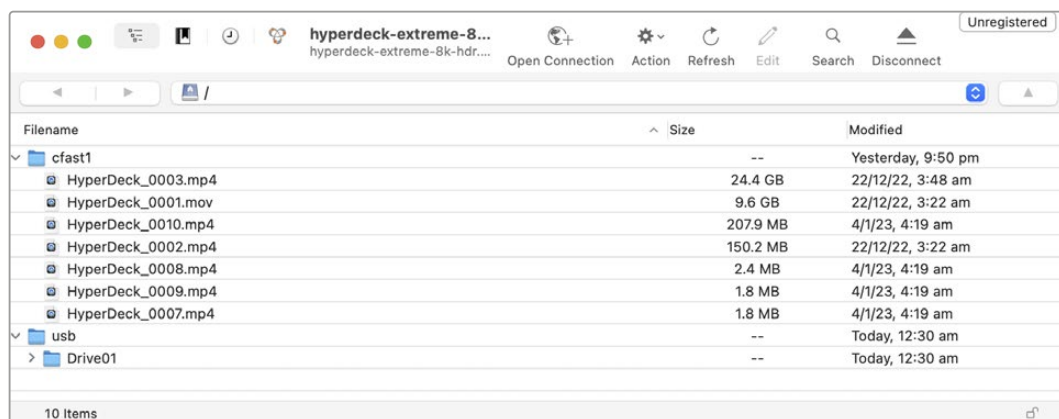 Unregistered
hyperdeck-extreme-8...
hyperdeck-extreme-8k-hdr....
Open Connection Action Refresh Edit Search Disconnect
/
Filename Size Modified
cfast1 -- Yesterday, 9:50 pm
HyperDeck_0003.mp4 24.4 GB 22/12/22, 3:48 am
HyperDeck_0001.mov 9.6 GB 22/12/22, 3:22 am
HyperDeck_0010.mp4 207.9 MB 4/1/23, 4:19 am
HyperDeck_0002.mp4 150.2 MB 22/12/22, 3:22 am
HyperDeck_0008.mp4 2.4 MB 4/1/23, 4:19 am
HyperDeck_0009.mp4 1.8 MB 4/1/23, 4:19 am
HyperDeck_0007.mp4 1.8 MB 4/1/23, 4:19 am
usb -- Today, 12:30 am
Drive01 -- Today, 12:30 am
10 Items